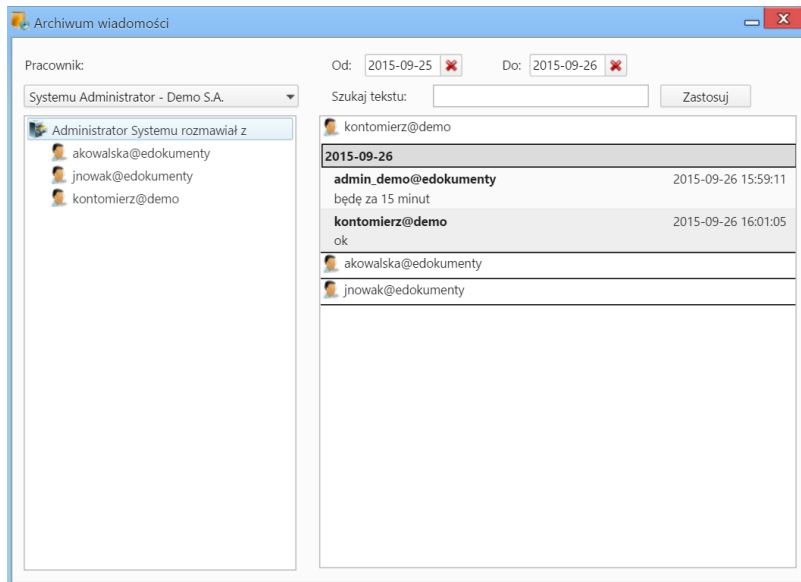 Archiwum wiadomości
Pracownik:
Systemu Administrator - Demo S.A.
Administrator Systemu rozmawiał z
akowalska@edokumenty
jnowak@edokumenty
kontomierz@demo
Od: 2015-09-25 Do: 2015-09-26
Szukaj tekstu: Zastosuj
kontomierz@demo
2015-09-26
admin_demo@edokumenty 2015-09-26 15:59:11
będę za 15 minut
kontomierz@demo 2015-09-26 16:01:05
ok
akowalska@edokumenty
jnowak@edokumenty